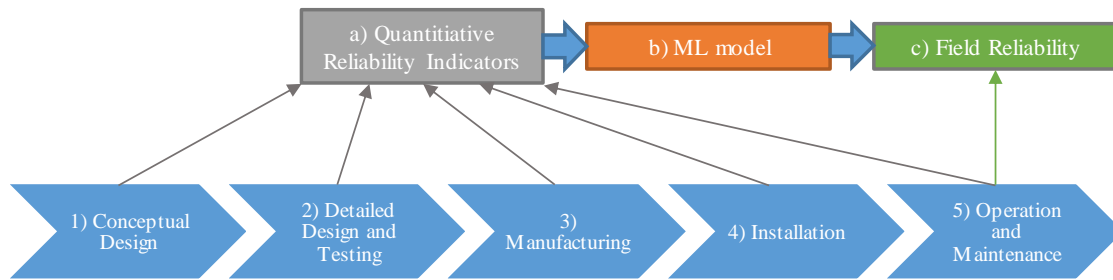 a) Quantitiative
Reliability Indicators
b) ML model
c) Field Reliability
1) Conceptual
Design
2) Detailed
Design and
Testing
3)
Manufacturing
4) Installation
5) Operation
and
Maintenance